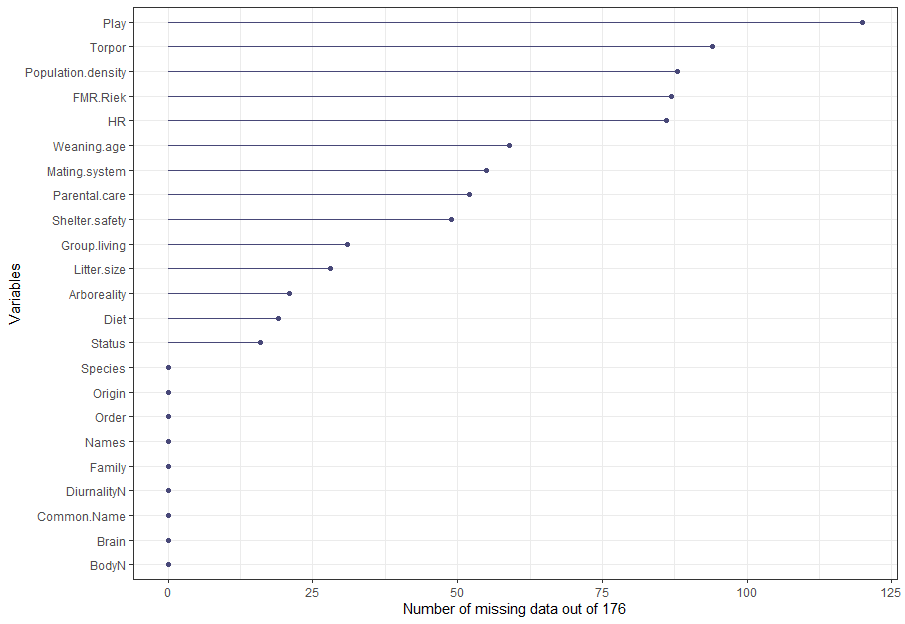 Play
Torpor
Population.density
FMR.Riek
HR
Weaning.age
Mating.system
Parental.care
Shelter.safety
Group.living
Litter.size
Arboreality
Diet
Status
Species
Origin
Order
Names
Family
DiurnalityN
Common.Name
Brain
BodyN
Variables
0 25 50 75 100 125
Number of missing data out of 176